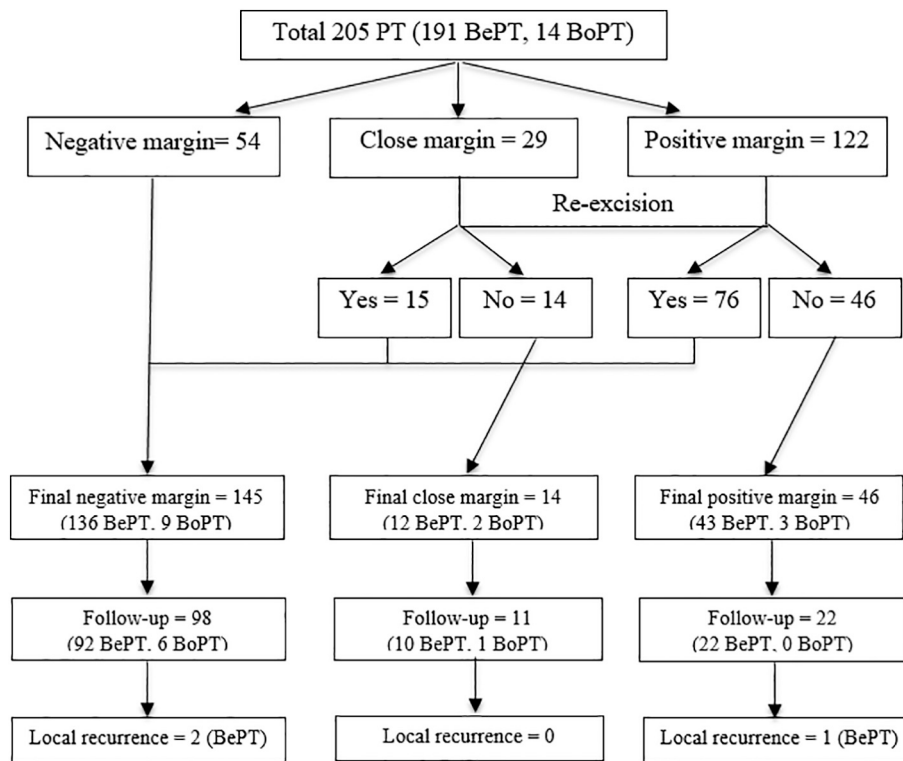 Total 205 PT (191 BePT, 14 BoPT)
Negative margin= 54
Close margin = 29
Positive margin = 122
Re-excision
Yes = 15
No = 14
Yes = 76
No = 46
Final negative margin = 145
(136 BePT, 9 BoPT)
Final close margin = 14
(12 BePT, 2 BoPT)
Final positive margin = 46
(43 BePT, 3 BoPT)
Follow-up = 98
(92 BePT, 6 BoPT)
Follow-up = 11
(10 BePT, 1 BoPT)
Follow-up = 22
(22 BePT, 0 BoPT)
Local recurrence = 2 (BePT)
Local recurrence = 0
Local recurrence = 1 (BePT)